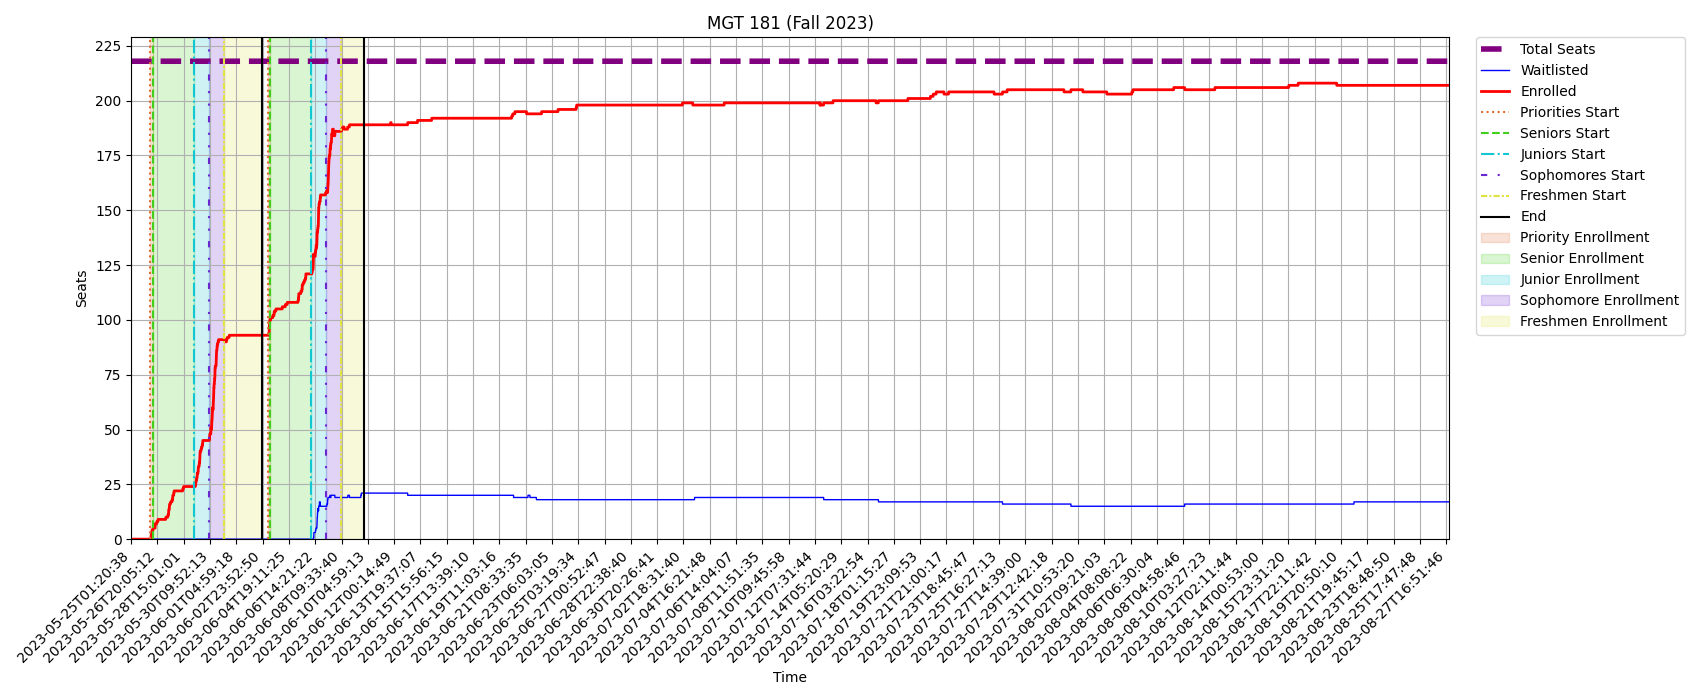 MGT 181 (Fall 2023)
225
200
175
150
125
100
75
50
25
0
Seats
2023-05-25T01:20:38
2023-05-26T20:05:12
2023-05-28T15:01:01
2023-05-30T09:52:13
2023-06-01T04:59:18
2023-06-02T23:52:50
2023-06-04T19:11:23
2023-06-06T14:21:22
2023-06-08T09:33:40
2023-06-10T04:59:13
2023-06-12T00:14:49
2023-06-13T19:37:07
2023-06-15T15:56:15
2023-06-17T13:39:10
2023-06-19T11:03:16
2023-06-21T08:33:35
2023-06-23T06:03:05
2023-06-25T03:19:34
2023-06-27T00:52:47
2023-06-28T22:38:40
2023-06-30T20:26:41
2023-07-02T18:31:40
2023-07-04T16:21:48
2023-07-06T14:04:07
2023-07-08T11:51:35
2023-07-10T09:45:58
2023-07-12T07:31:44
2023-07-14T05:20:29
2023-07-16T03:22:54
2023-07-18T01:15:27
2023-07-19T23:09:53
2023-07-21T21:00:17
2023-07-23T18:45:47
2023-07-25T16:27:13
2023-07-27T14:39:00
2023-07-29T12:42:18
2023-07-31T10:53:20
2023-08-02T09:21:03
2023-08-04T08:08:22
2023-08-06T06:30:04
2023-08-08T04:58:46
2023-08-10T03:27:23
2023-08-12T02:11:44
2023-08-14T00:53:00
2023-08-15T23:31:20
2023-08-17T22:11:42
2023-08-19T20:50:10
2023-08-21T19:45:17
2023-08-23T18:48:50
2023-08-25T17:47:48
2023-08-27T16:51:46
Time
Total Seats
Waitlisted
Enrolled
Priorities Start
Seniors Start
Juniors Start
Sophomores Start
Freshmen Start
End
Priority Enrollment
Senior Enrollment
Junior Enrollment
Sophomore Enrollment
Freshmen Enrollment